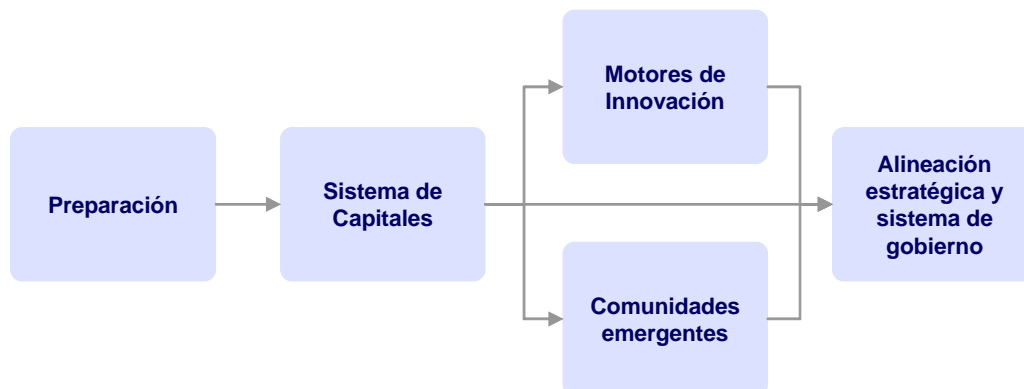 Preparación
Sistema de
Capitales
Motores de
Innovación
Comunidades
emergentes
Alineación
estratégica y
sistema de
gobierno